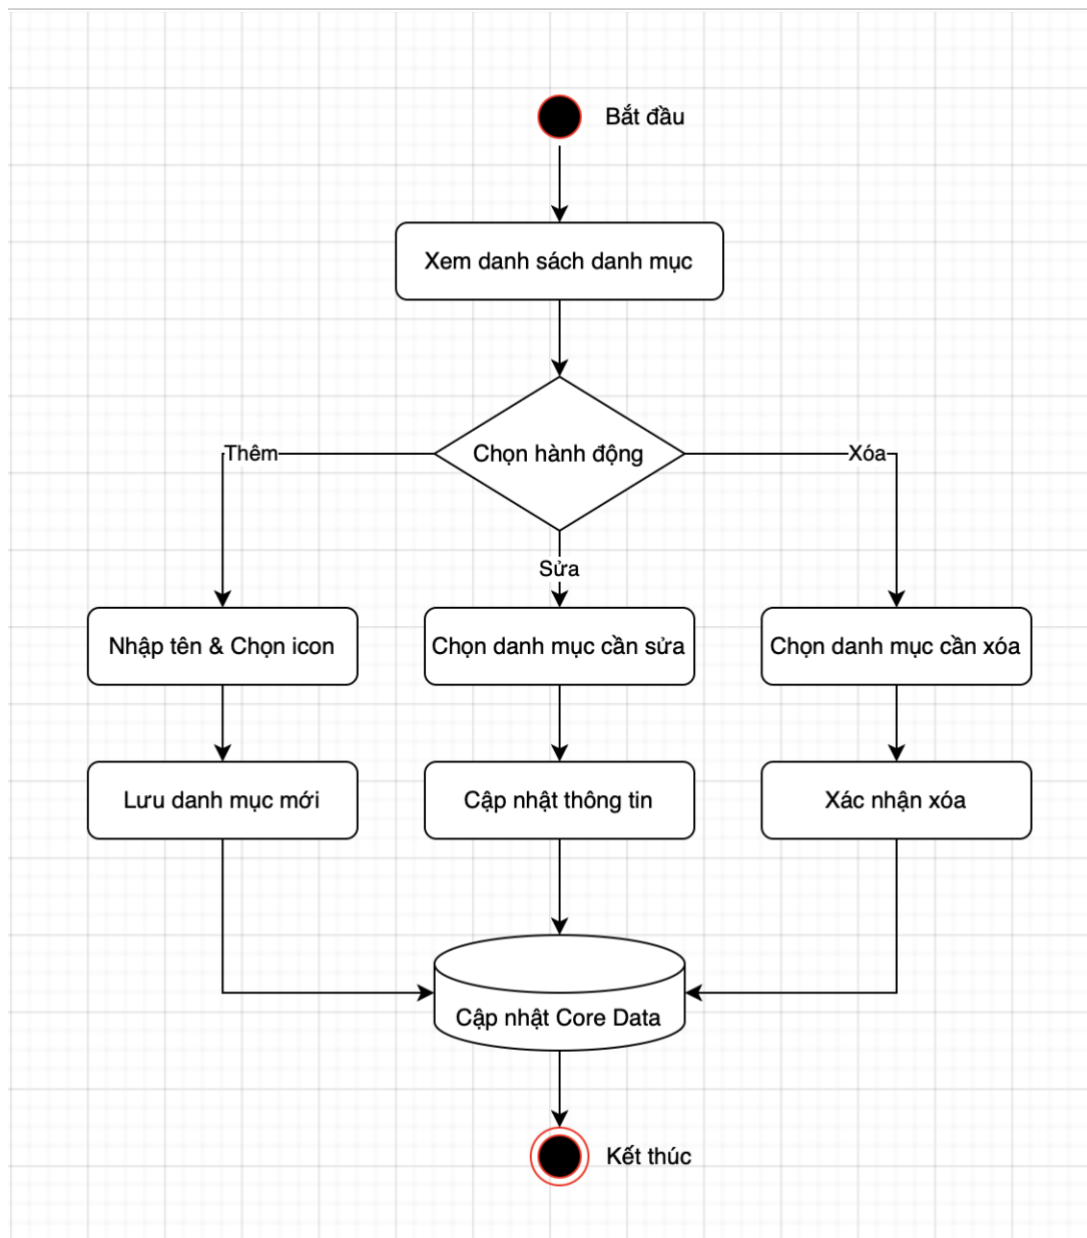 Bắt đầu
Xem danh sách danh mục
Chọn hành động
Thêm
Xóa
Sửa
Nhập tên & Chọn icon
Chọn danh mục cần sửa
Chọn danh mục cần xóa
Lưu danh mục mới
Cập nhật thông tin
Xác nhận xóa
Cập nhật Core Data
Kết thúc